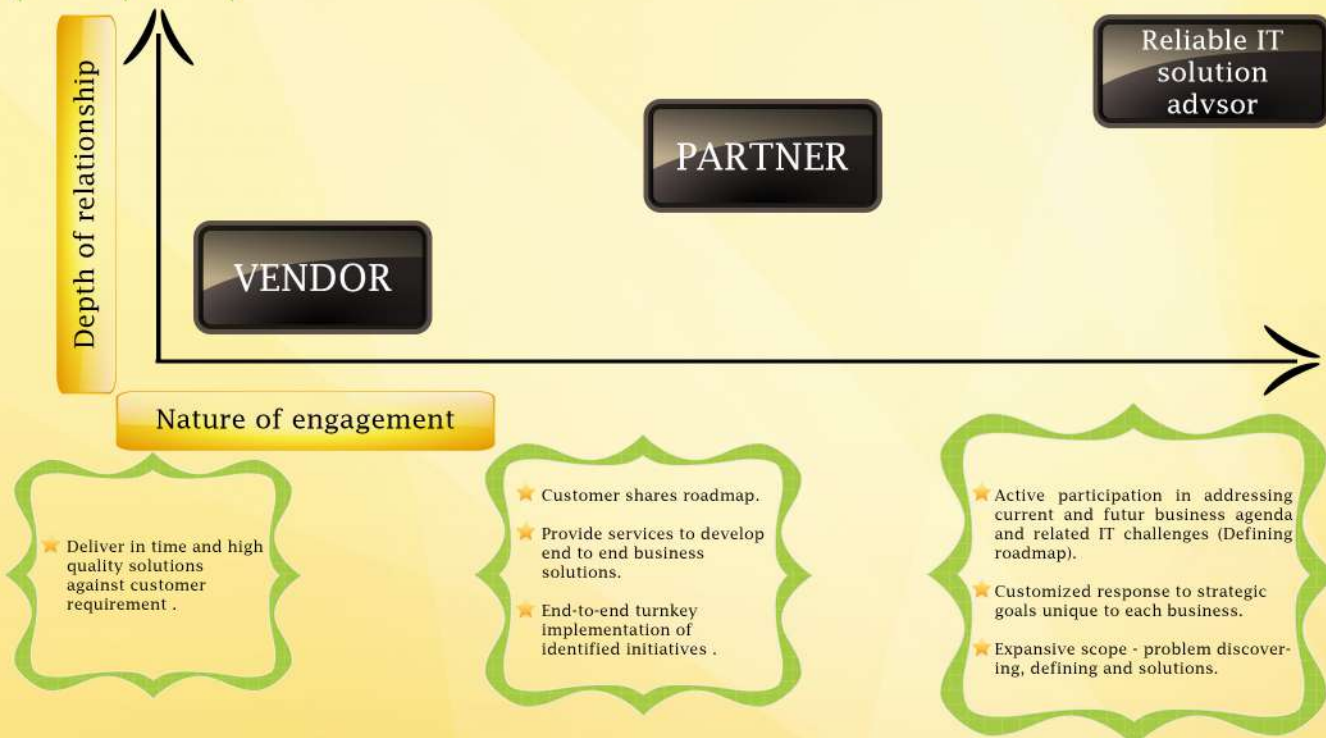 Depth of relationship
Reliable IT
solution
advsor
PARTNER
VENDOR
Nature of engagement
Deliver in time and high
quality solutions
against customer
requirement .
Customer shares roadmap.
Provide services to develop
end to end business
solutions.
End-to-end turnkey
implementation of
identified initiatives .
Active participation in addressing
current and futur business agenda
and related IT challenges (Defining
roadmap).
Customized response to strategic
goals unique to each business.
Expansive scope - problem discover-
ing, defining and solutions.